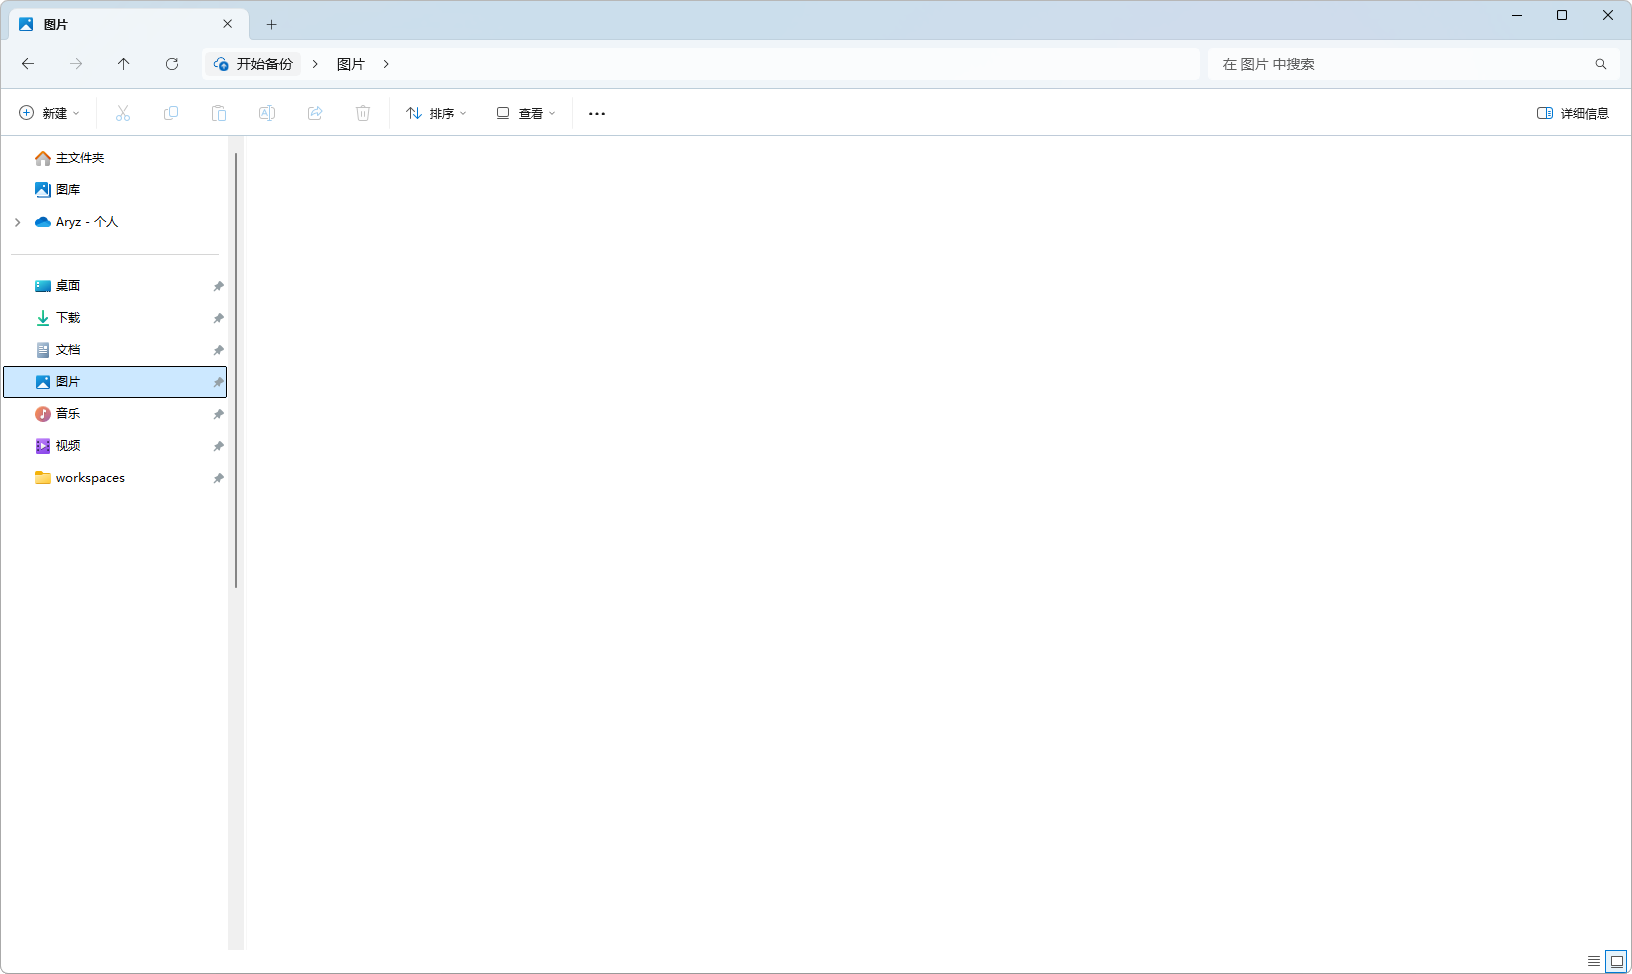 图片
开始备份
图片
在 图片 中搜索
新建
排序
查看
详细信息
主文件夹
图库
Aryz - 个人
桌面
下载
文档
图片
音乐
视频
workspaces